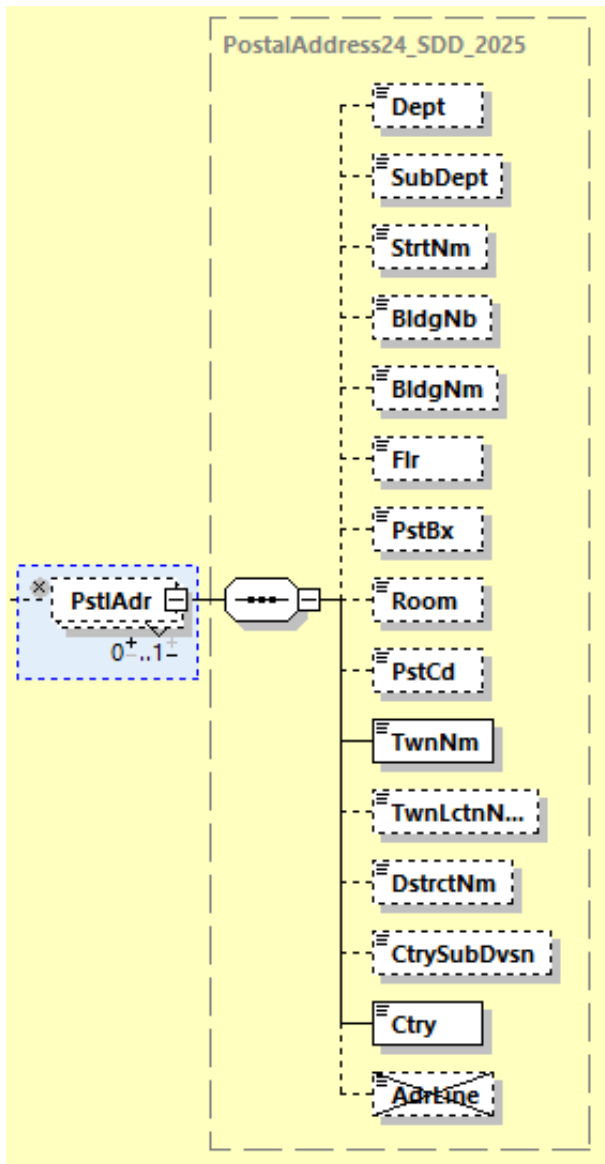 PostalAddress24_SDD_2025
Dept
SubDept
StrtNm
BldgNb
BldgNm
Flr
PstBx
PstlAdr
0..1
Room
PstCd
TwnNm
TwnLctnN...
DstrctNm
CtrySubDvsn
Ctry
AdrLine